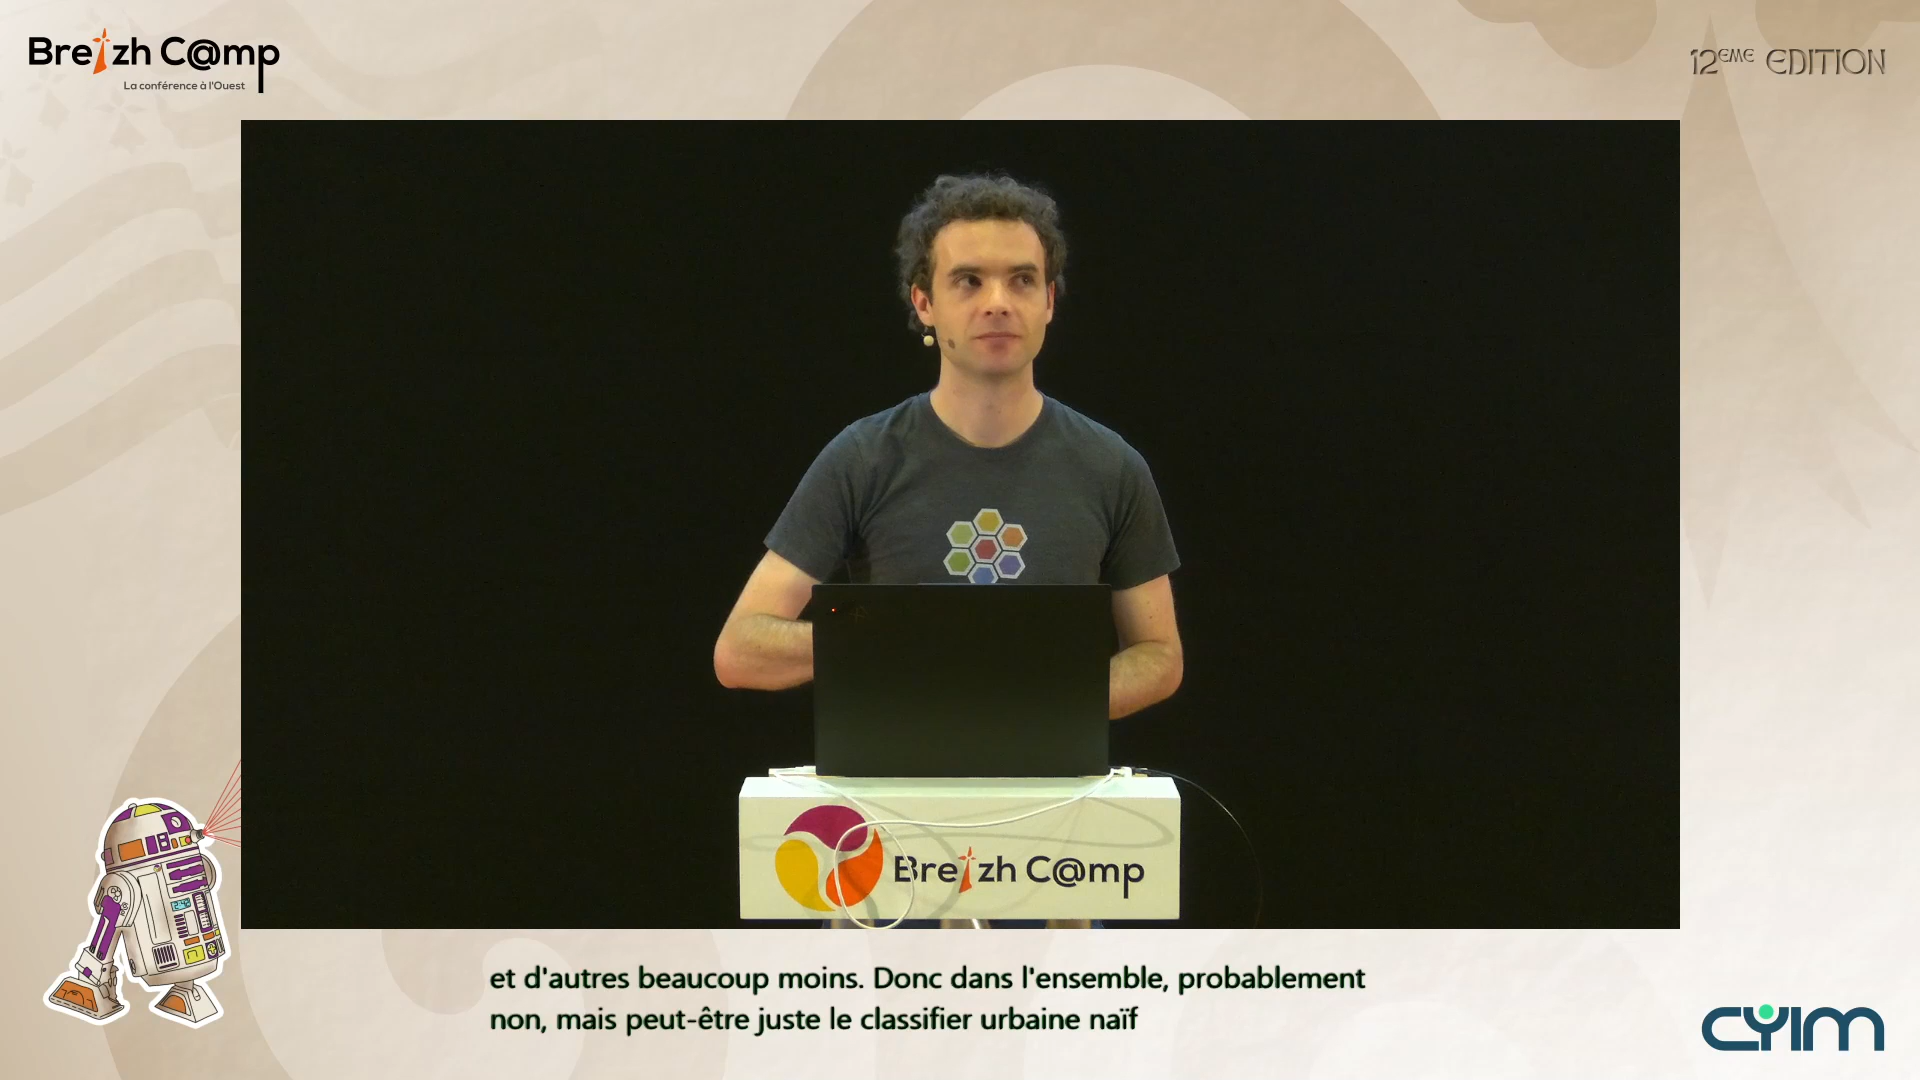 Breizh C@mp
La conférence à l'Ouest
12EME EDITION
Breizh C@mp
et d'autres beaucoup moins. Donc dans l'ensemble, probablement
non, mais peut-être juste le classifier urbaine naïf
CYIM